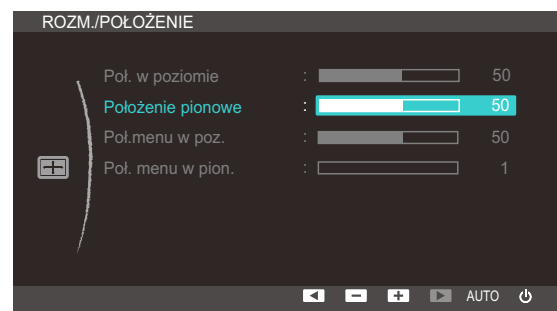 ROZM./POŁOŻENIE
Poł. w poziomie : 50
Położenie pionowe : 50
Poł.menu w poz. : 50
Poł. menu w pion. : 1
AUTO